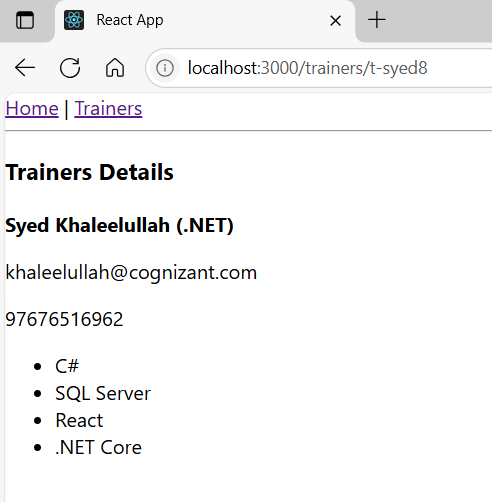 React App
localhost:3000/trainers/t-syed8
Home | Trainers
Trainers Details
Syed Khaleelullah (.NET)
khaleelullah@cognizant.com
97676516962
• C#
• SQL Server
• React
• .NET Core